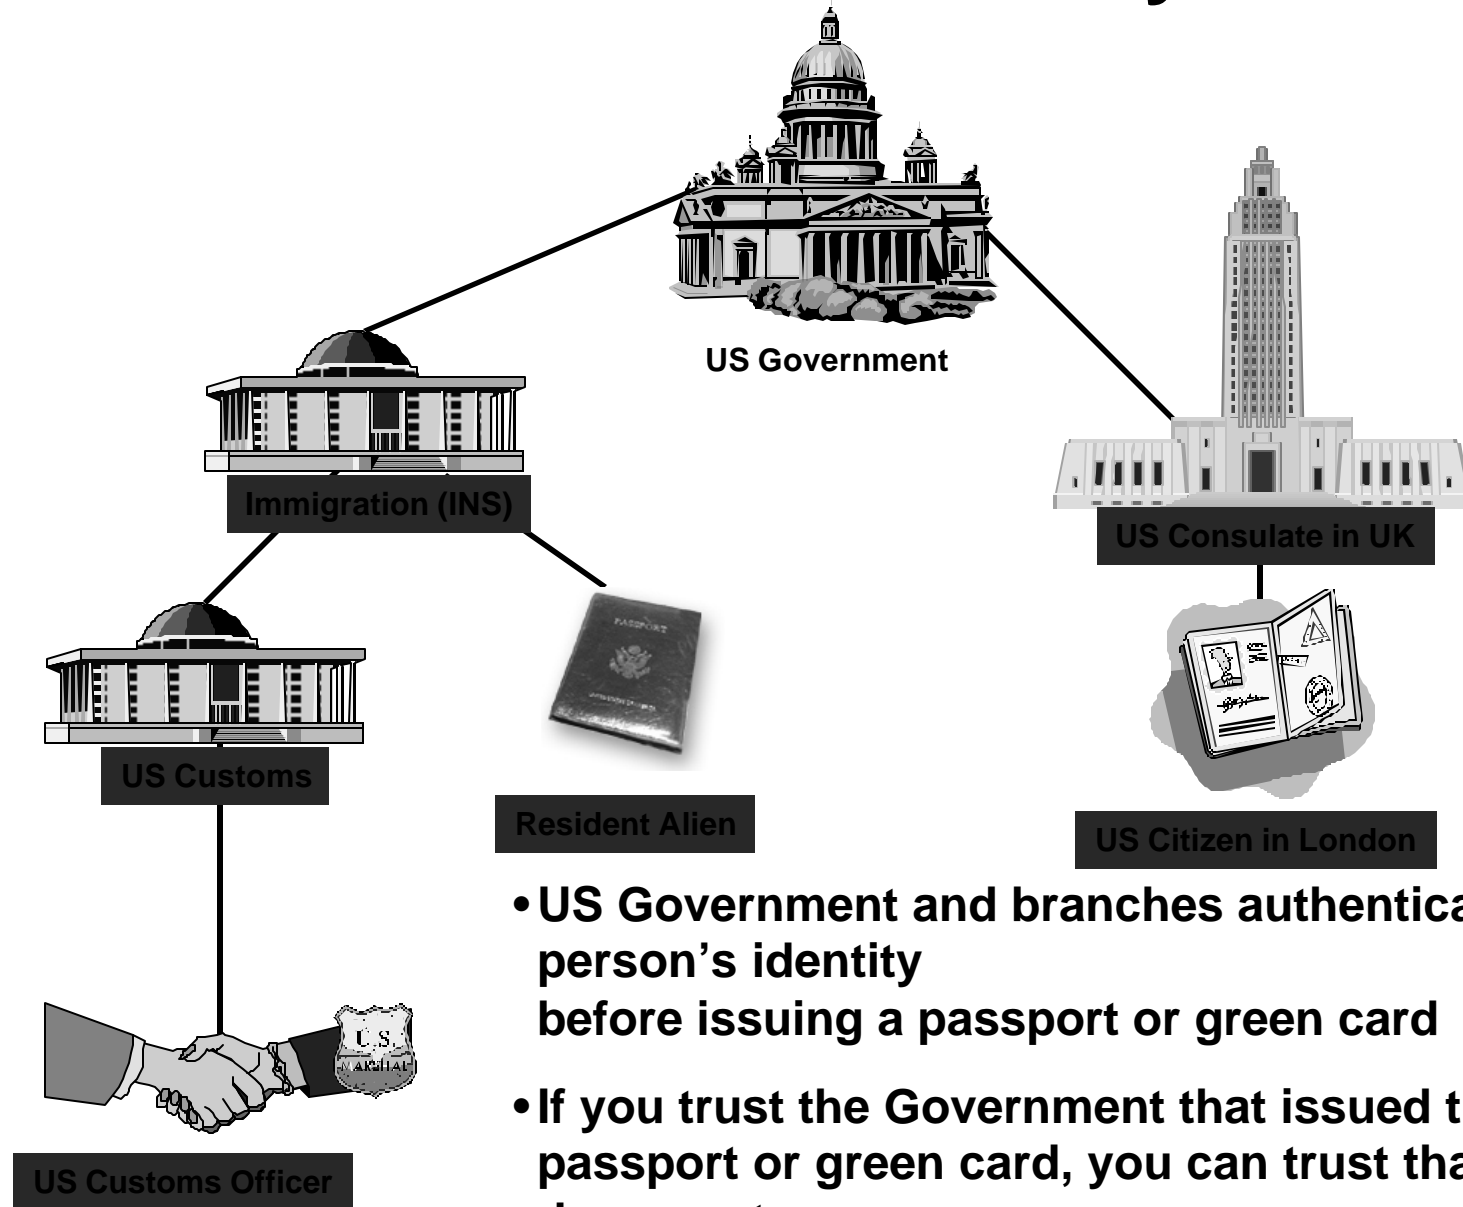 US Government
Immigration (INS)
US Consulate in UK
US Customs
PASSPORT
Resident Alien
US Citizen in London
•US Government and branches
person’s identity
before issuing a passport or green card
U.S.
MARSHAL
•If you trust the Government that issued
passport or green card, you can trust
US Customs Officer